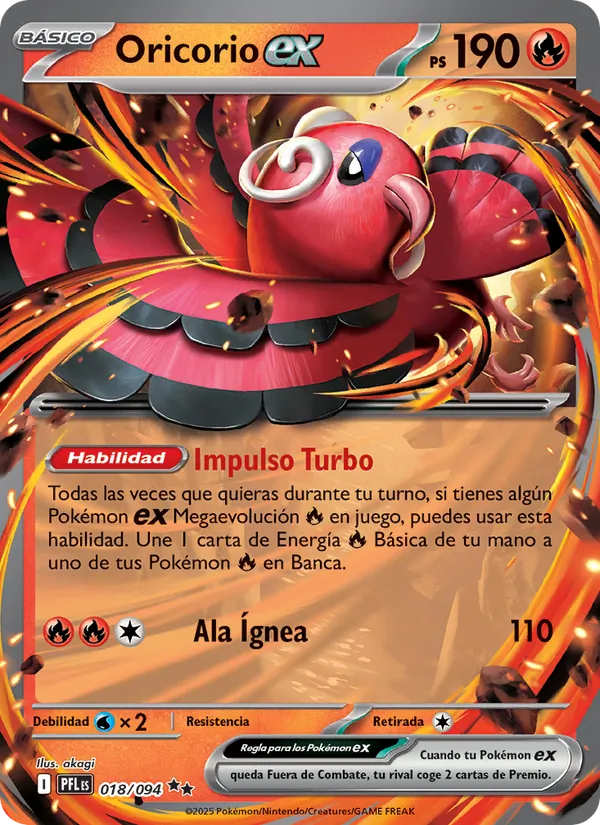 BÁSICO
Oricorio ex
PS 190
Habilidad Impulso Turbo
Todas las veces que quieras durante tu turno, si tienes algún
Pokémon ex Megaevolución en juego, puedes usar esta
habilidad. Une 1 carta de Energía Básica de tu mano a
uno de tus Pokémon en Banca.
Ala Ígnea 110
Debilidad ×2 Resistencia Retirada
Regla para los Pokémon ex Cuando tu Pokémon ex
queda Fuera de Combate, tu rival coge 2 cartas de Premio.
Ilus. akagi
I PFL ES 018/094 ★★
©2025 Pokémon/Nintendo/Creatures/GAME FREAK